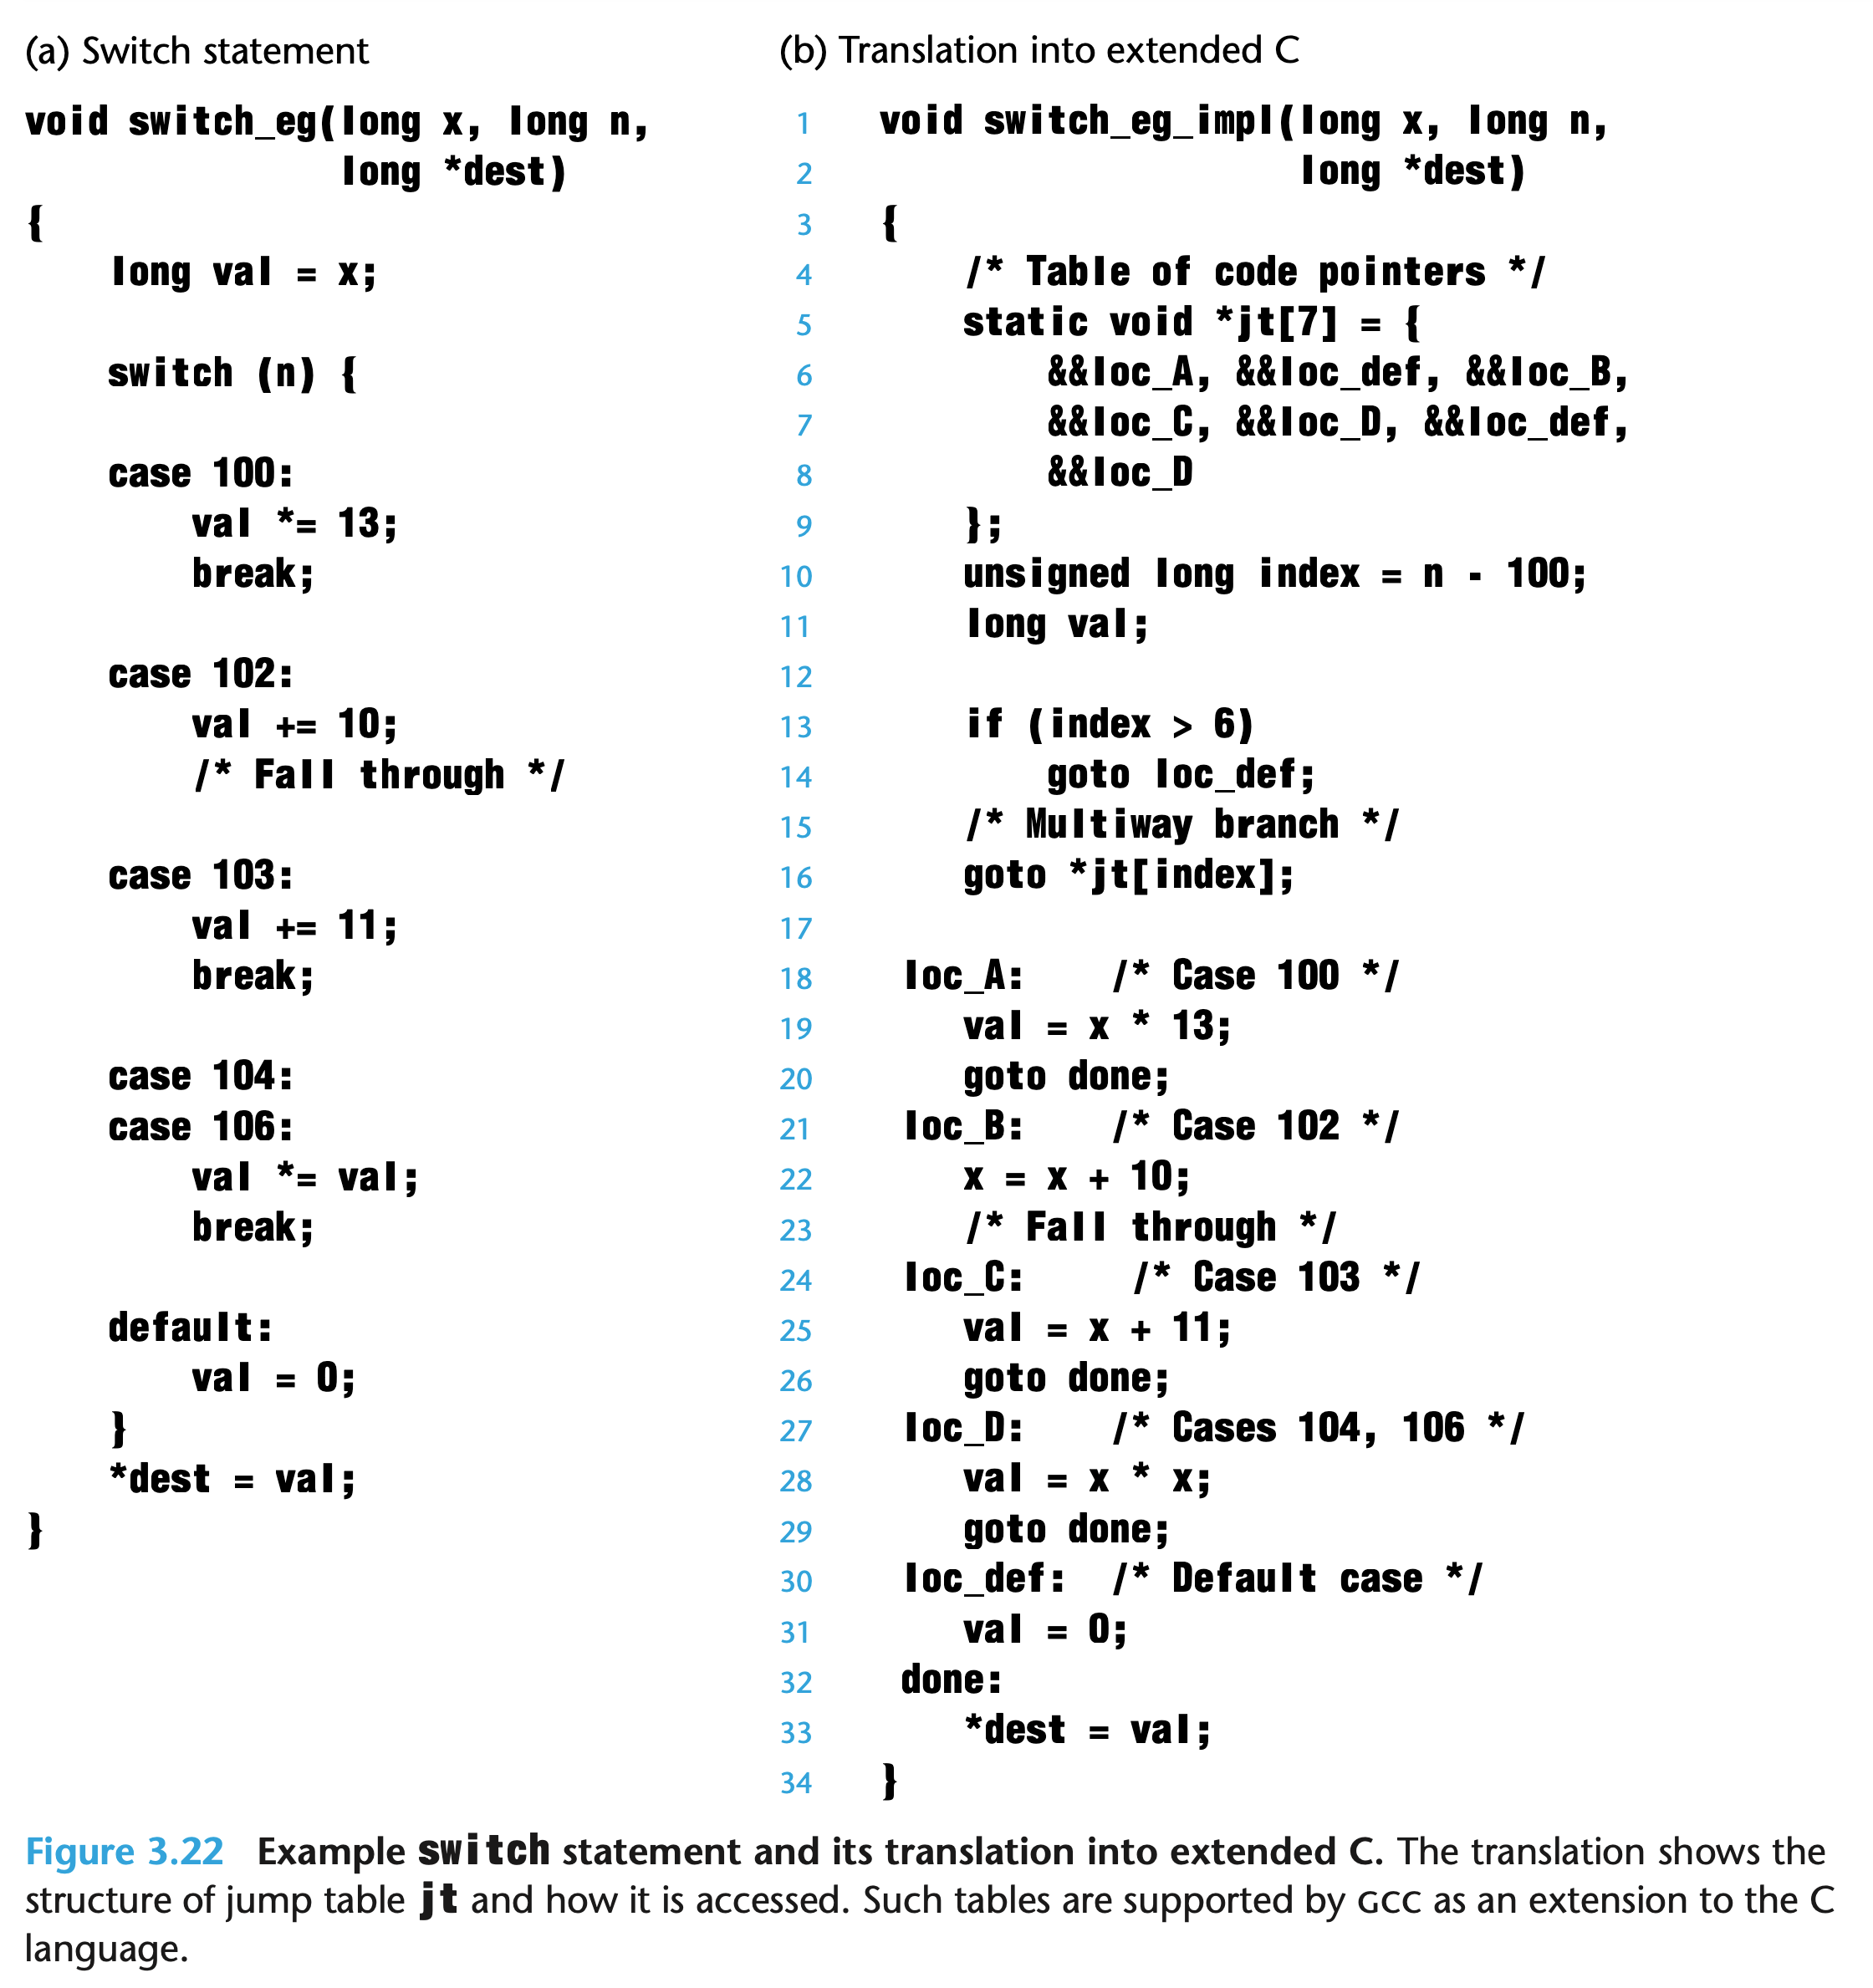 (a) Switch statement
void switch_eg(long x, long n,
               long *dest)
{
    long val = x;
    switch (n) {
    case 100:
        val *= 13;
        break;
    case 102:
        val += 10;
        /* Fall through */
    case 103:
        val += 11;
        break;
    case 104:
    case 106:
        val *= val;
        break;
    default:
        val = 0;
    }
    *dest = val;
}
(b) Translation into extended C
1 void switch_eg_impl(long x, long n,
2                     long *dest)
3 {
4     /* Table of code pointers */
5     static void *jt[7] = {
6         &&loc_A, &&loc_def, &&loc_B,
7         &&loc_C, &&loc_D, &&loc_def,
8         &&loc_D
9     };
10     unsigned long index = n - 100;
11     long val;
12
13     if (index > 6)
14         goto loc_def;
15     /* Multiway branch */
16     goto *jt[index];
17
18  loc_A:    /* Case 100 */
19     val = x * 13;
20     goto done;
21  loc_B:    /* Case 102 */
22     x = x + 10;
23     /* Fall through */
24  loc_C:     /* Case 103 */
25     val = x + 11;
26     goto done;
27  loc_D:    /* Cases 104, 106 */
28     val = x * x;
29     goto done;
30  loc_def:  /* Default case */
31     val = 0;
32  done:
33     *dest = val;
34 }
Figure 3.22 Example switch statement and its translation into extended C. The translation shows the
structure of jump table jt and how it is accessed. Such tables are supported by GCC as an extension to the C
language.